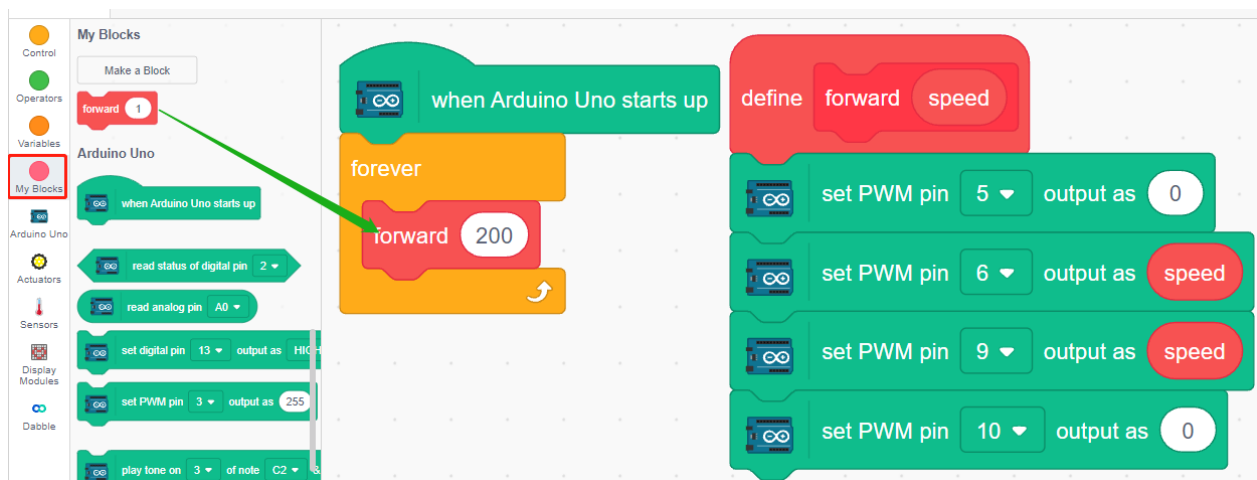 Control
Operators
Variables
My Blocks
Arduino Uno
Actuators
Sensors
Display
Modules
Dabble
My Blocks
Make a Block
forward 1
Arduino Uno
when Arduino Uno starts up
read status of digital pin 2
read analog pin A0
set digital pin 13 output as HIGH
set PWM pin 3 output as 255
play tone on 3 of note C2 &
when Arduino Uno starts up
forever
forward 200
define forward speed
set PWM pin 5 output as 0
set PWM pin 6 output as speed
set PWM pin 9 output as speed
set PWM pin 10 output as 0